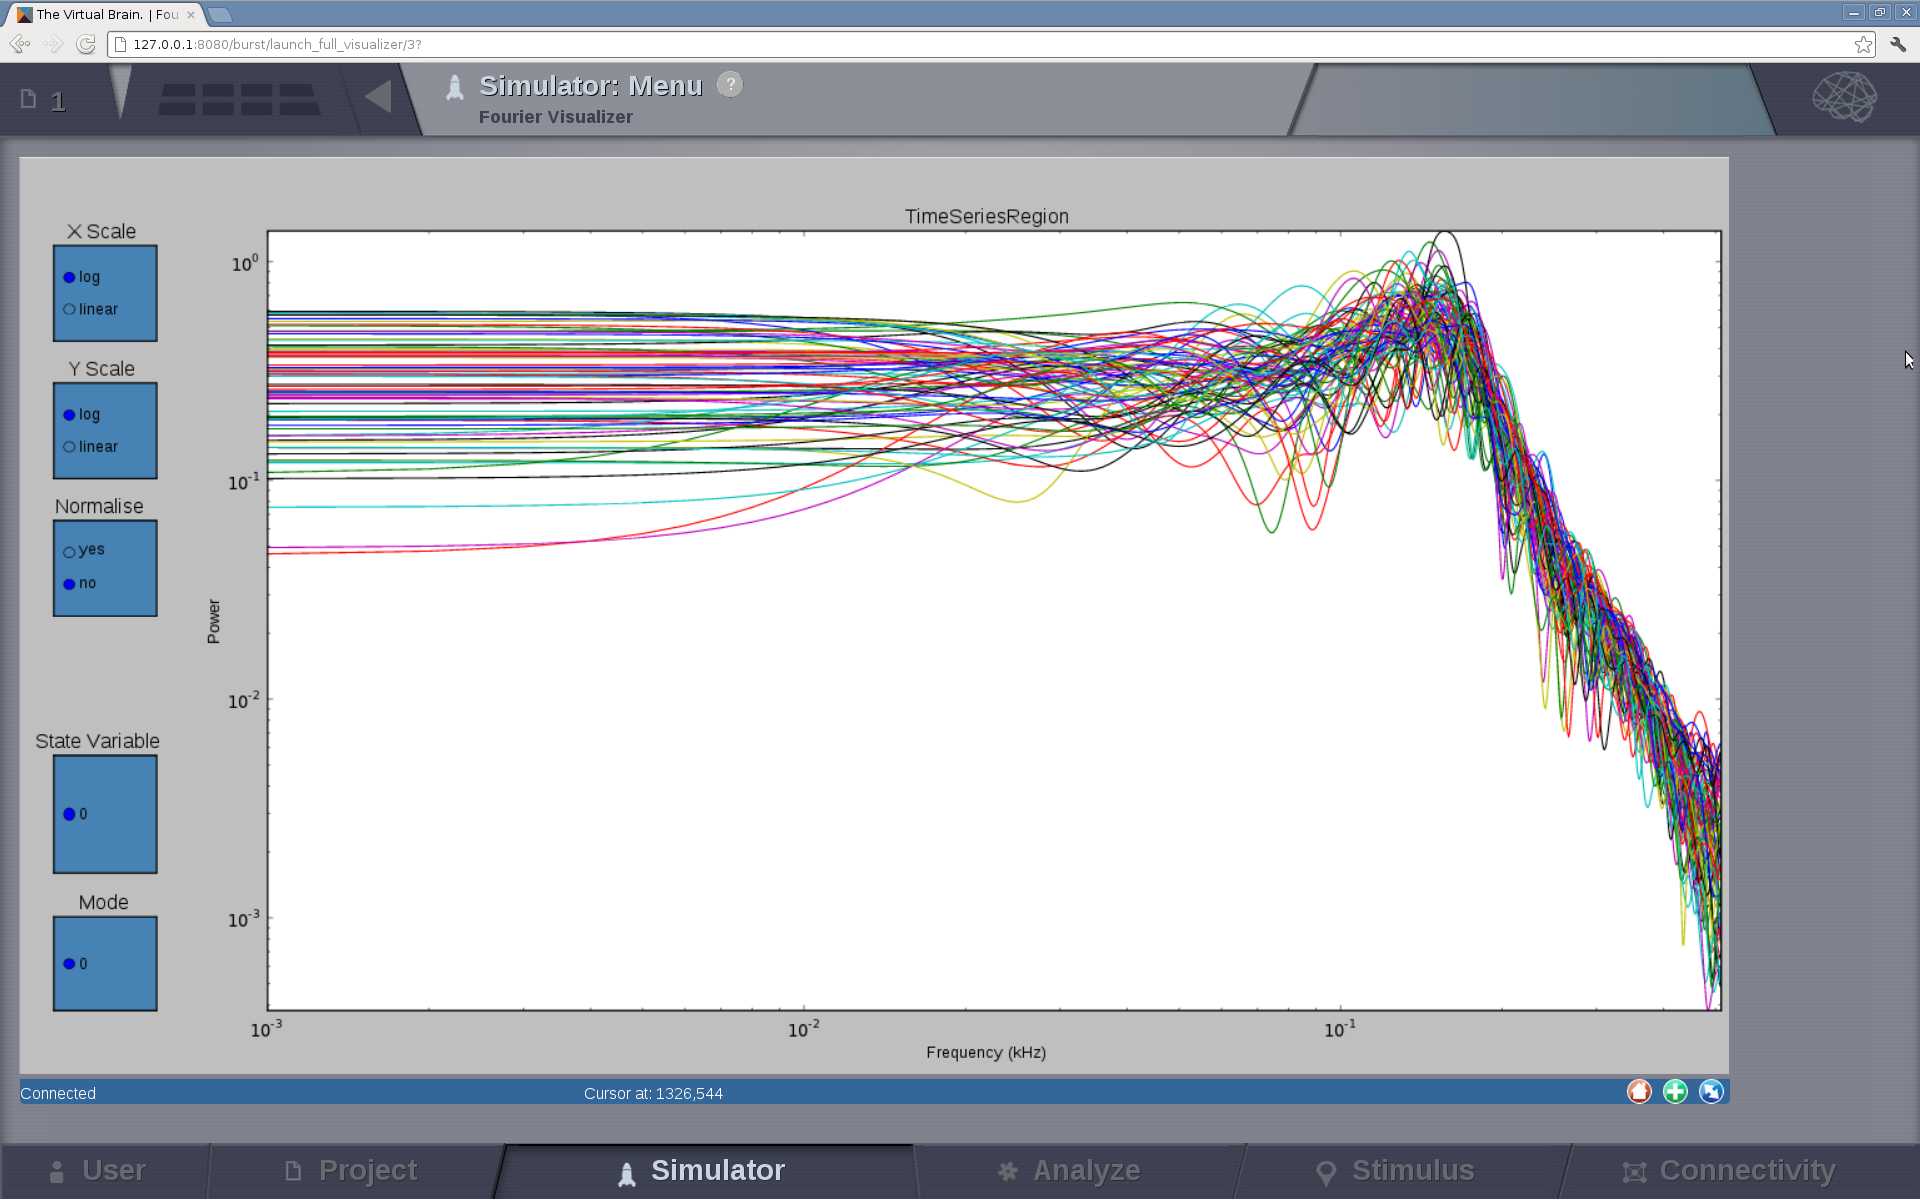 The Virtual Brain. | Fou
127.0.0.1:8080/burst/launch_full_visualizer/3?
1
Simulator: Menu ?
Fourier Visualizer
TimeSeriesRegion
X Scale
log
linear
Y Scale
log
linear
Normalise
yes
no
State Variable
0
Mode
0
Power
10^0
10^-1
10^-2
10^-3
10^-3 10^-2 10^-1
Frequency (kHz)
Connected Cursor at: 1326,544
User Project Simulator Analyze Stimulus Connectivity